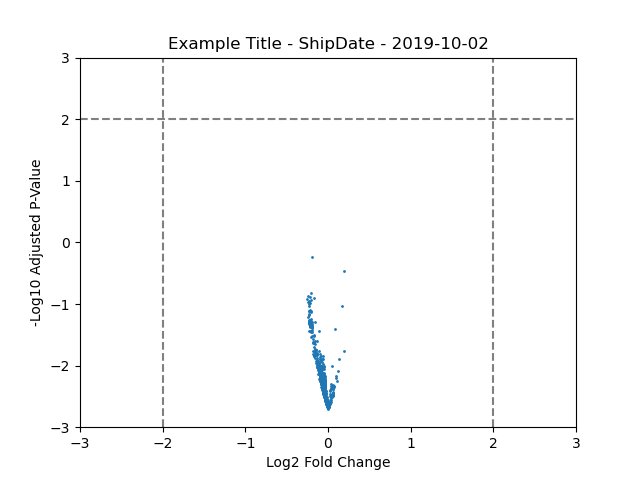 Example Title - ShipDate - 2019-10-02
3
2
1
0
−1
−2
−3
-Log10 Adjusted P-Value
−3 −2 −1 0 1 2 3
Log2 Fold Change